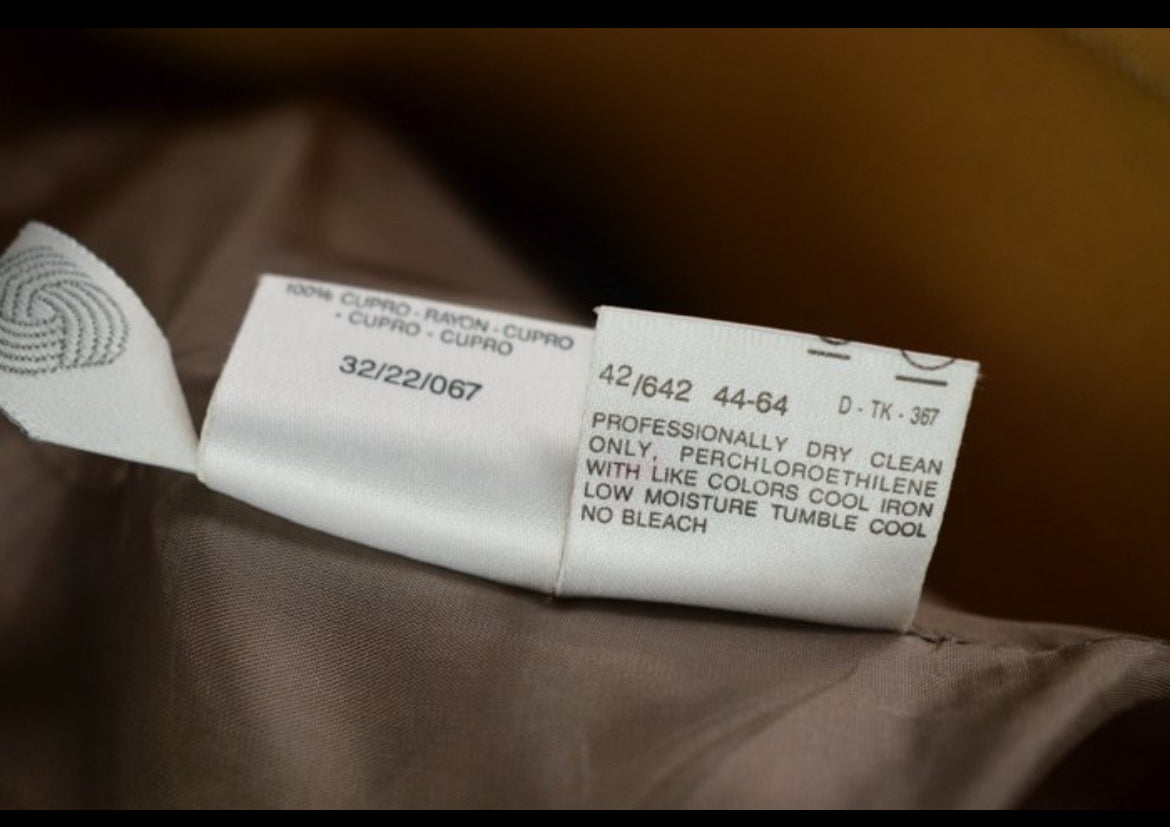 100% CUPRO - RAYON - CUPRO
- CUPRO - CUPRO
32/22/067
42/642 44-64 D - TK - 367
PROFESSIONALLY DRY CLEAN
ONLY, PERCHLOROETHILENE
WITH LIKE COLORS COOL IRON
LOW MOISTURE TUMBLE COOL
NO BLEACH